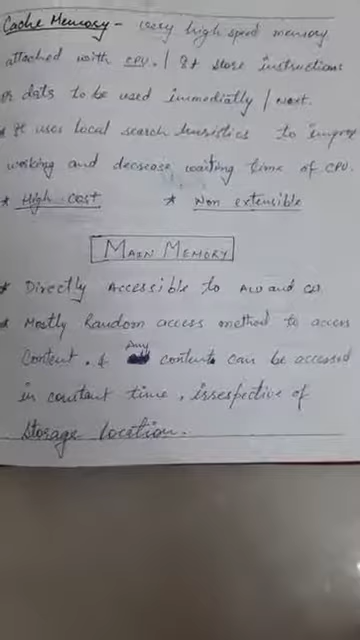 Cache Memory - very high speed memory
attached with CPU. / It store instructions
or data to be used immediately / Next.
* It uses local search heuristics to improve
working and decrease waiting time of CPU.
* High Cost * Non extensible
MAIN MEMORY
* Directly Accessible to ALU and CU
* Mostly Random access method to access
Content. & Any content can be accessed
in constant time, irrespective of
Storage location.